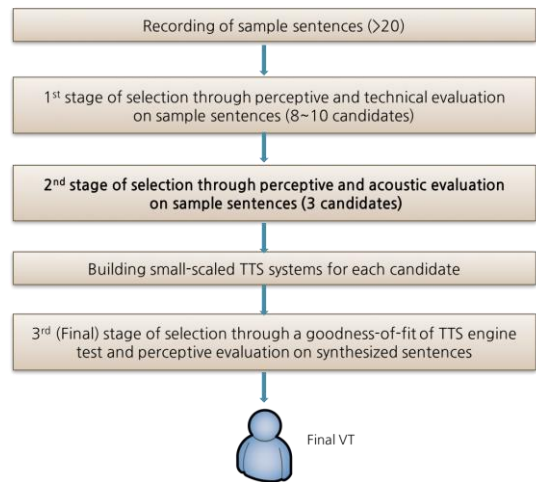 Recording of sample sentences (>20)
1st stage of selection through perceptive and technical evaluation
on sample sentences (8~10 candidates)
2nd stage of selection through perceptive and acoustic evaluation
on sample sentences (3 candidates)
Building small-scaled TTS systems for each candidate
3rd (Final) stage of selection through a goodness-of-fit of TTS engine
test and perceptive evaluation on synthesized sentences
Final VT